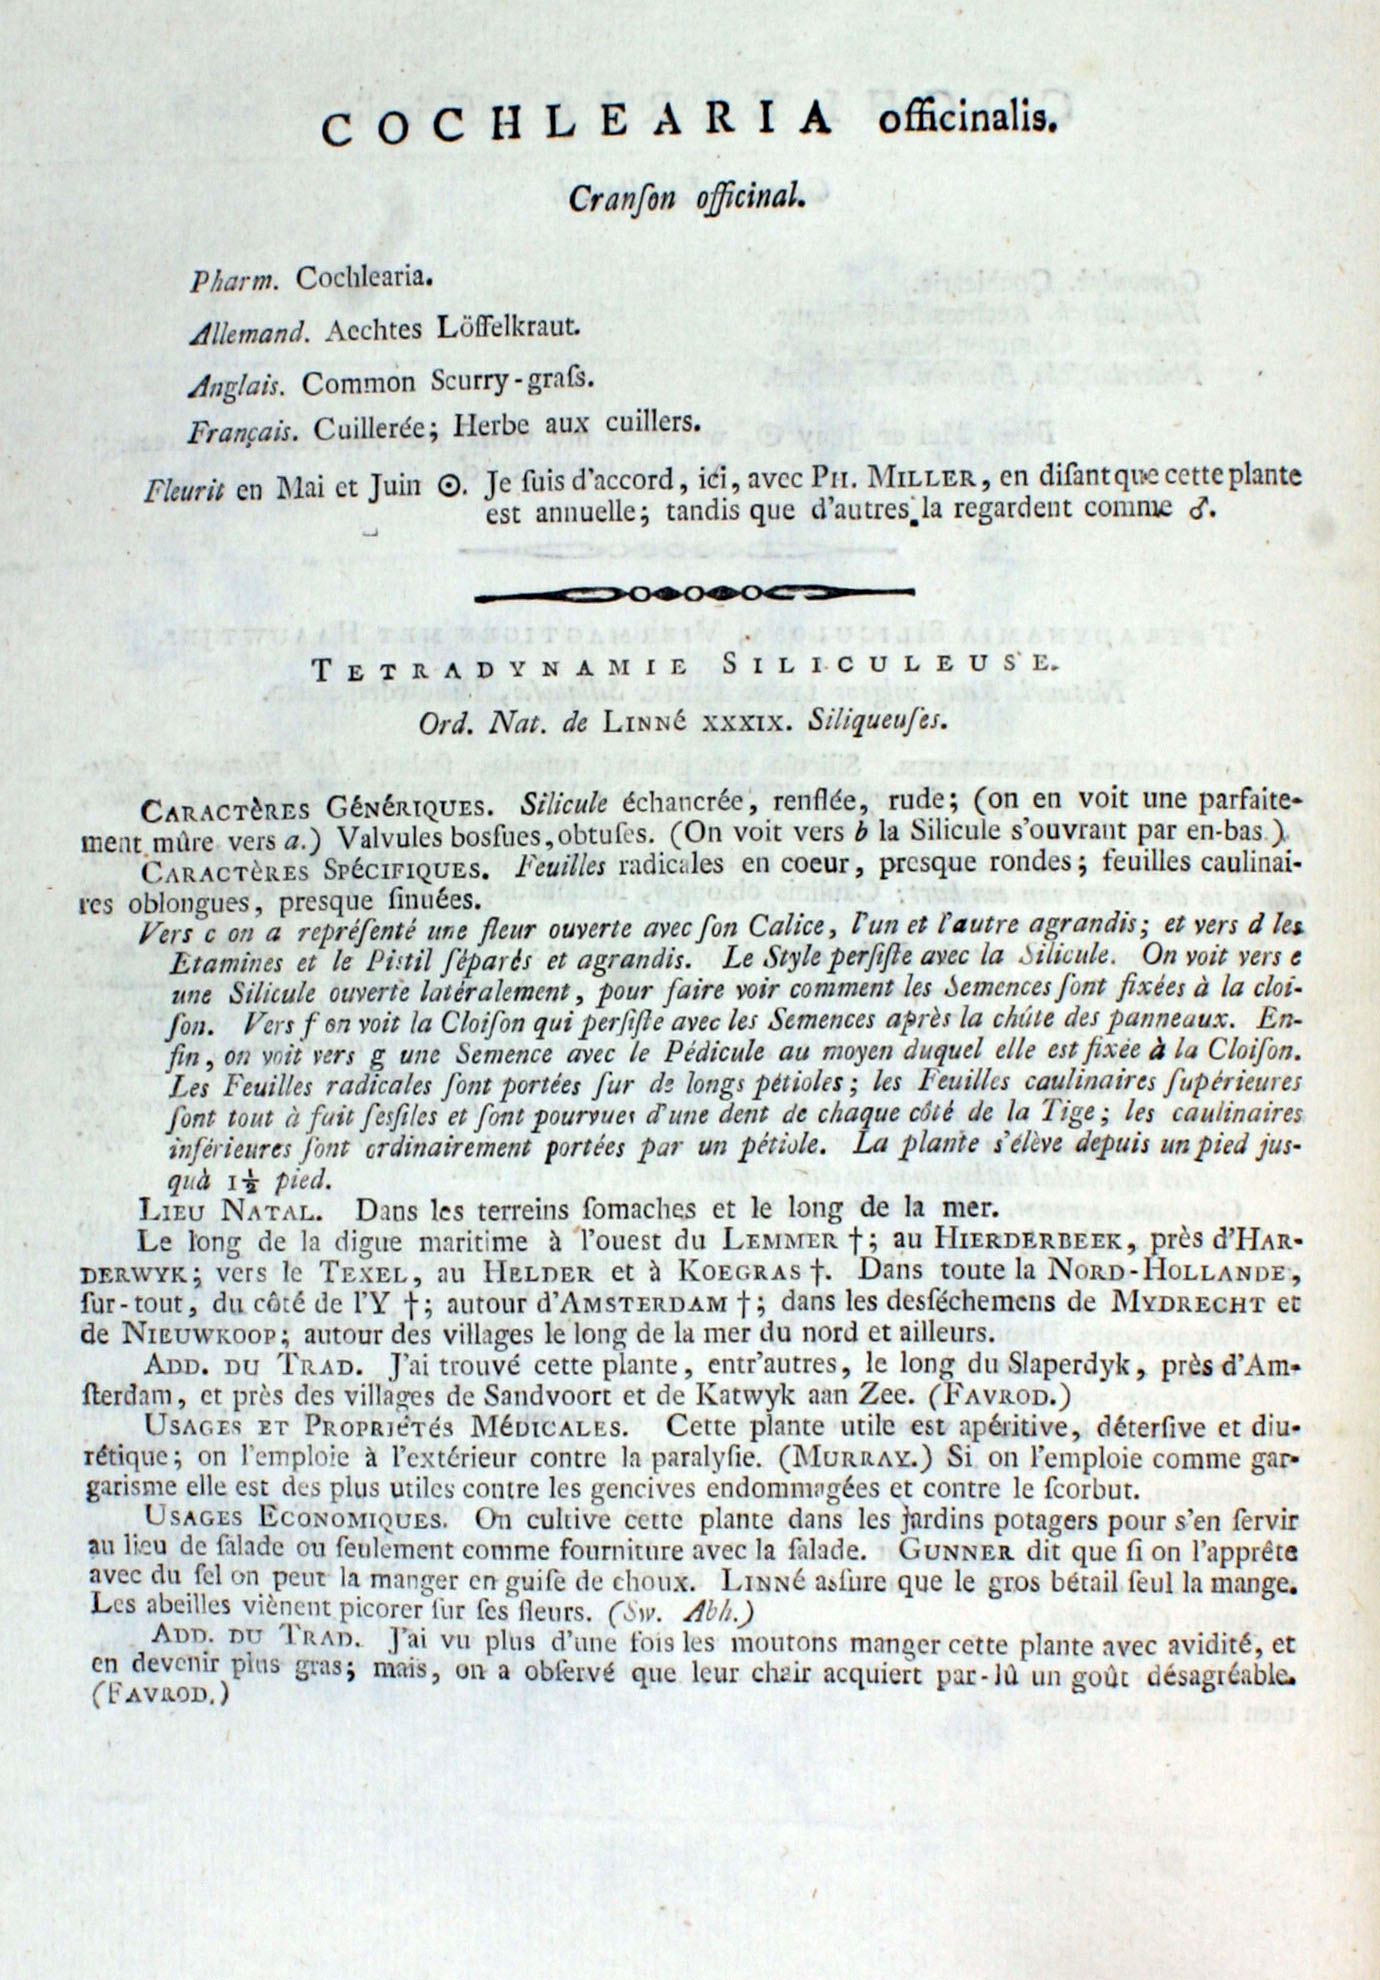 COCHLEARIA officinalis.
Cranſon officinal.
Pharm. Cochlearia.
Allemand. Aechtes Löffelkraut.
Anglais. Common Scurry-graſs.
Français. Cuillerée; Herbe aux cuillers.
Fleurit en Mai et Juin ☉. Je ſuis d'accord, ici, avec PH. MILLER, en diſant que cette plante
est annuelle; tandis que d'autres la regardent comme ♂.
TETRADYNAMIE SILICULEUSE.
Ord. Nat. de LINNé XXXIX. Siliqueuſes.
CARACTèRES GéNéRIQUES. Silicule échancrée, renflée, rude; (on en voit une parfaite-
ment mûre vers a.) Valvules bosſues, obtuſes. (On voit vers b la Silicule s'ouvrant par en-bas.)
CARACTèRES SPéCIFIQUES. Feuilles radicales en coeur, presque rondes; feuilles caulinai-
res oblongues, presque ſinuées.
Vers c on a repréſenté une fleur ouverte avec ſon Calice, l'un et l'autre agrandis; et vers d les
Etamines et le Pistil ſéparés et agrandis. Le Style perſiſte avec la Silicule. On voit vers e
une Silicule ouverte latéralement, pour faire voir comment les Semences ſont fixées à la cloi-
ſon. Vers f on voit la Cloiſon qui perſiſte avec les Semences après la chûte des panneaux. En-
fin, on voit vers g une Semence avec le Pédicule au moyen duquel elle est fixée à la Cloiſon.
Les Feuilles radicales ſont portées ſur de longs pétioles; les Feuilles caulinaires ſupérieures
ſont tout à fait ſesſiles et ſont pourvues d'une dent de chaque côté de la Tige; les caulinaires
inférieures ſont ordinairement portées par un pétiole. La plante s'élève depuis un pied jus-
quà 1½ pied.
LIEU NATAL. Dans les terreins ſomaches et le long de la mer.
Le long de la digue maritime à l'ouest du LEMMER †; au HIERDERBEEK, près d'HAR-
DERWYK; vers le TEXEL, au HELDER et à KOEGRAS †. Dans toute la NORD-HOLLANDE,
ſur-tout, du côté de l'Y †; autour d'AMSTERDAM †; dans les desſéchemens de MYDRECHT et
de NIEUWKOOP; autour des villages le long de la mer du nord et ailleurs.
ADD. DU TRAD. J'ai trouvé cette plante, entr'autres, le long du Slaperdyk, près d'Am-
ſterdam, et près des villages de Sandvoort et de Katwyk aan Zee. (FAVROD.)
USAGES ET PROPRIéTéS MéDICALES. Cette plante utile est apéritive, déterſive et diu-
rétique; on l'emploie à l'extérieur contre la paralyſie. (MURRAY.) Si on l'emploie comme gar-
garisme elle est des plus utiles contre les gencives endommagées et contre le ſcorbut.
USAGES ECONOMIQUES. On cultive cette plante dans les jardins potagers pour s'en ſervir
au lieu de ſalade ou ſeulement comme fourniture avec la ſalade. GUNNER dit que ſi on l'apprête
avec du ſel on peut la manger en guiſe de choux. LINNé asſure que le gros bétail ſeul la mange.
Les abeilles viènent picorer ſur ſes fleurs. (Sw. Abh.)
ADD. DU TRAD. J'ai vu plus d'une fois les moutons manger cette plante avec avidité, et
en devenir plus gras; mais, on a obſervé que leur chair acquiert par-lû un goût désagréable.
(FAVROD.)